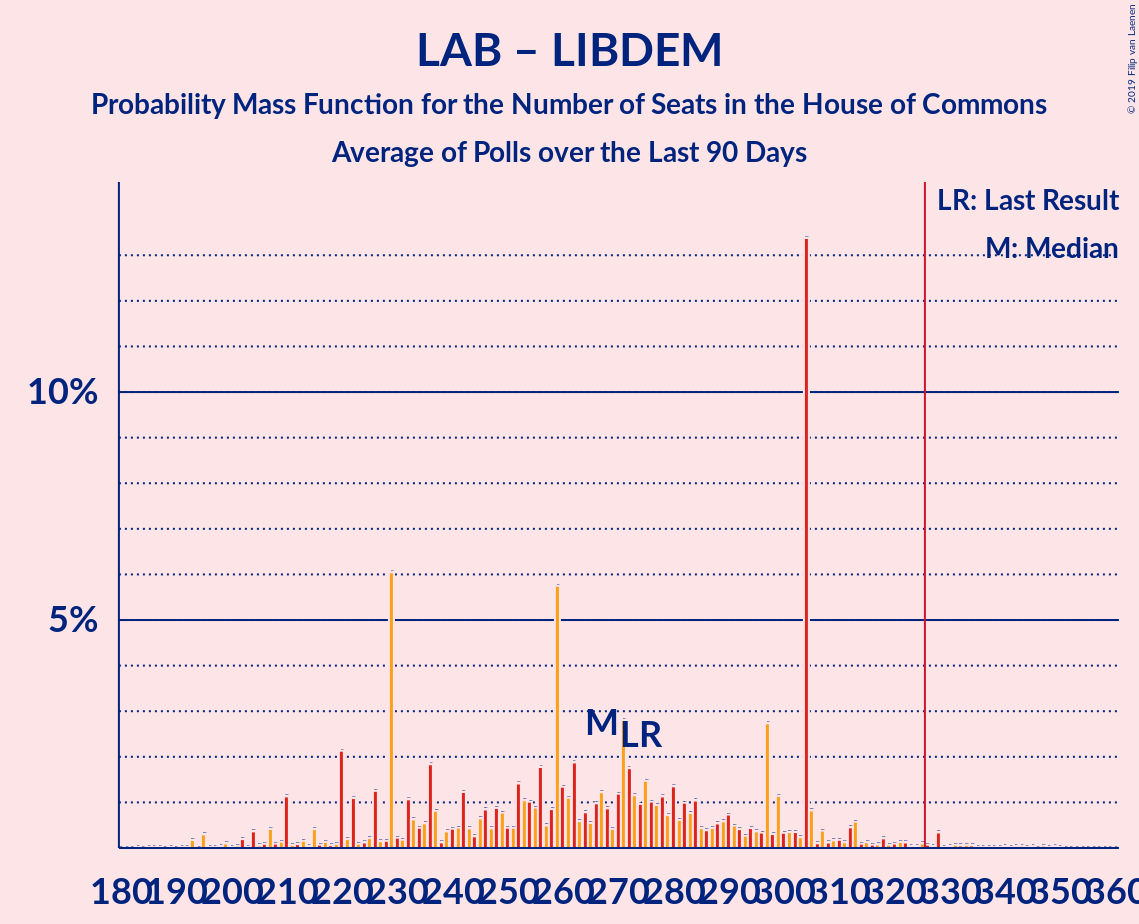 LAB – LIBDEM
Probability Mass Function for the Number of Seats in the House of Commons
Average of Polls over the Last 90 Days
© 2019 Filip van Laenen
LR: Last Result
M: Median
10%
5%
M
LR
180 190 200 210 220 230 240 250 260 270 280 290 300 310 320 330 340 350 360